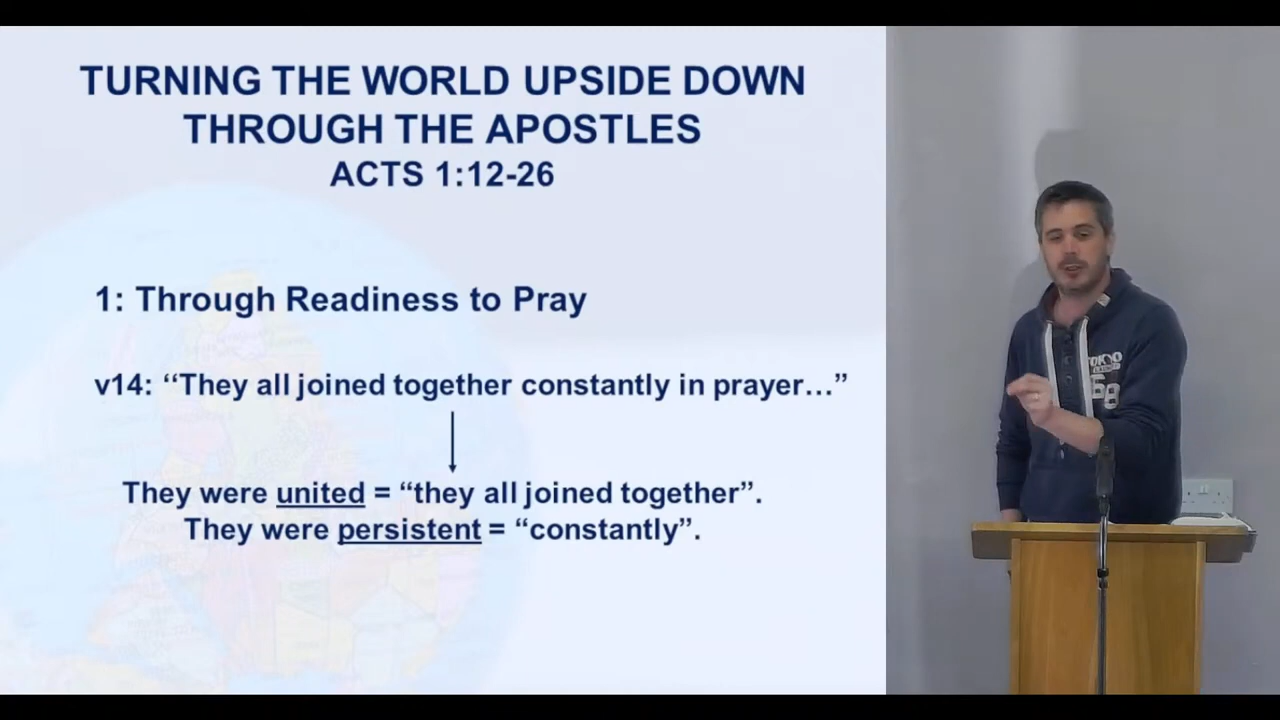 TURNING THE WORLD UPSIDE DOWN
THROUGH THE APOSTLES
ACTS 1:12-26
1: Through Readiness to Pray
v14: “They all joined together constantly in prayer…”
They were united = “they all joined together”.
They were persistent = “constantly”.
68